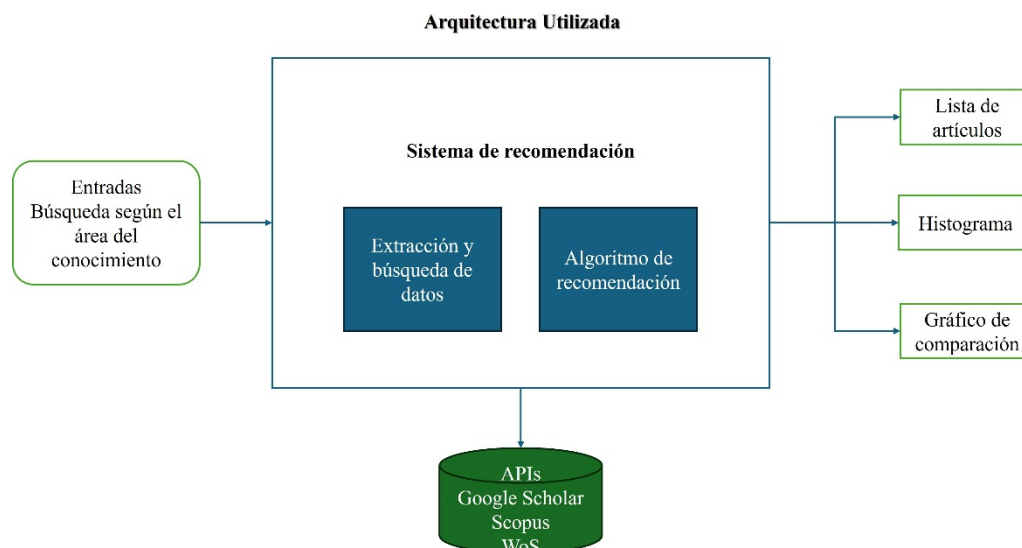 Arquitectura Utilizada
Entradas
Búsqueda según el
área del
conocimiento
Sistema de recomendación
Extracción y
búsqueda de
datos
Algoritmo de
recomendación
Lista de
artículos
Histograma
Gráfico de
comparación
APIs
Google Scholar
Scopus
WoS